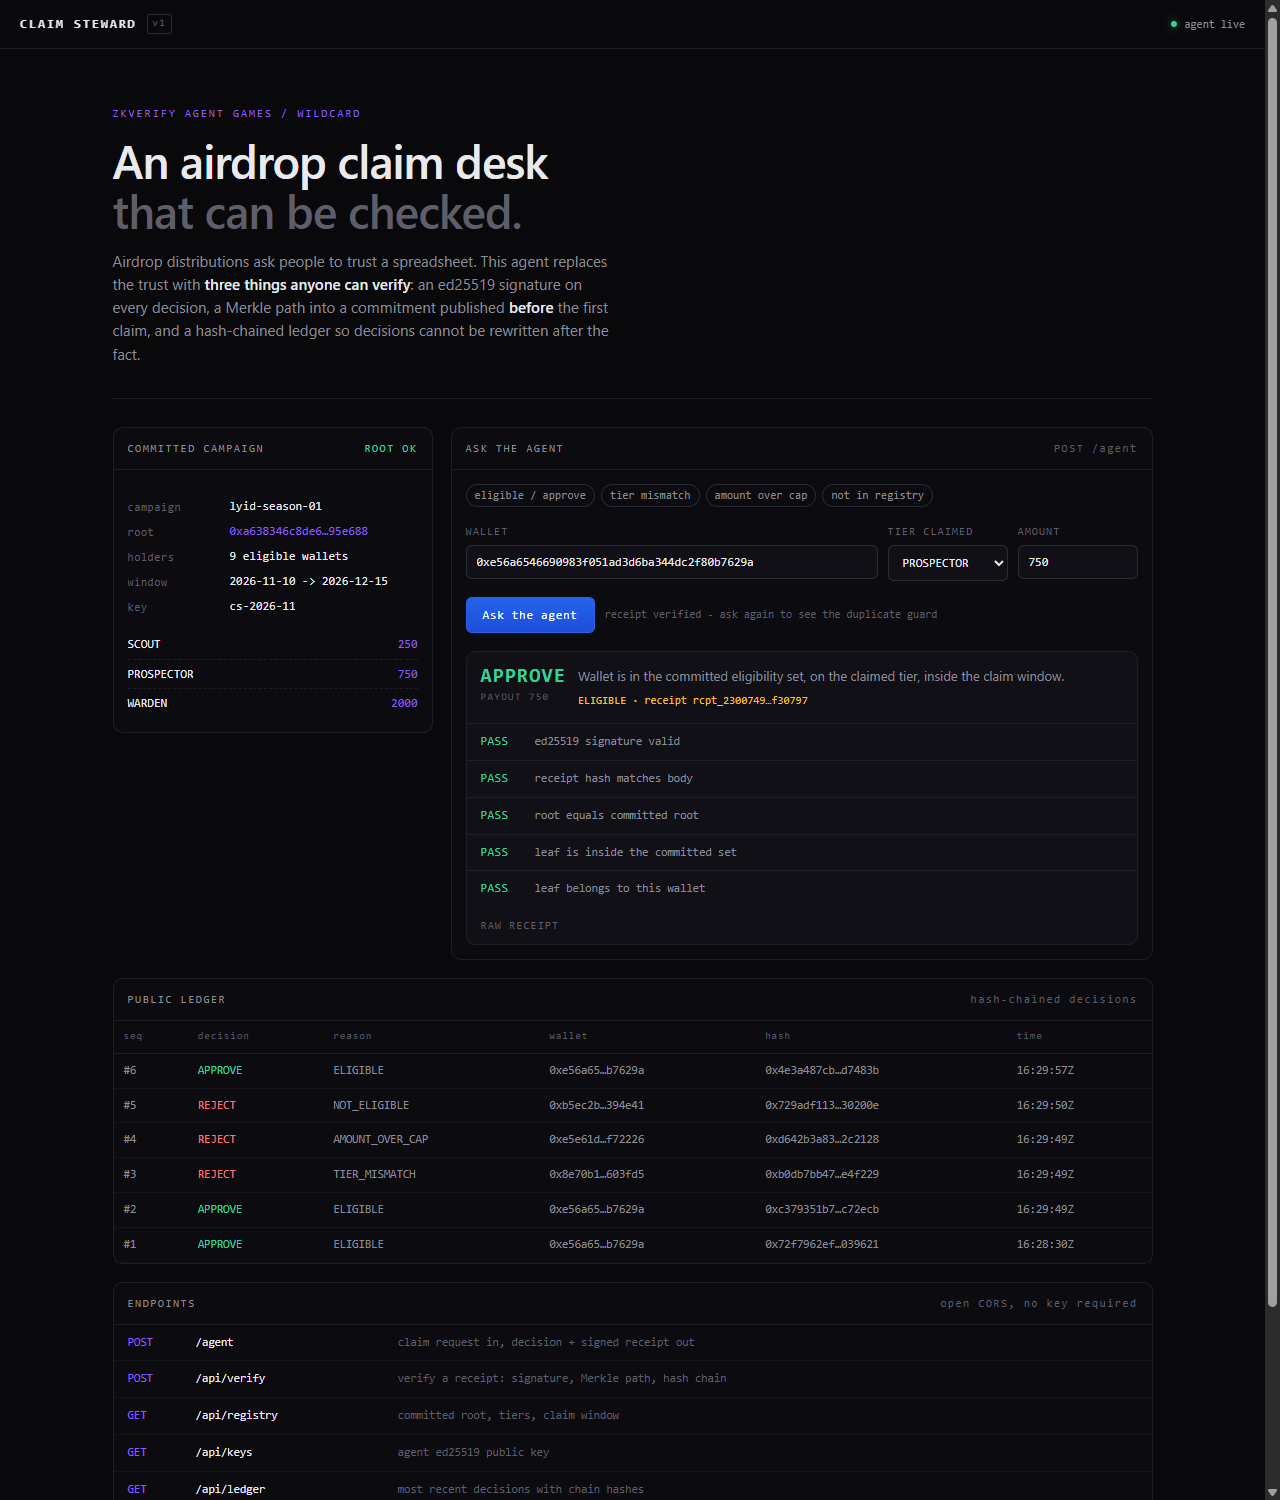 CLAIM STEWARD v1
agent live
ZKVERIFY AGENT GAMES / WILDCARD
An airdrop claim desk
that can be checked.
Airdrop distributions ask people to trust a spreadsheet. This agent replaces
the trust with three things anyone can verify: an ed25519 signature on
every decision, a Merkle path into a commitment published before the first
claim, and a hash-chained ledger so decisions cannot be rewritten after the
fact.
COMMITTED CAMPAIGN ROOT OK
campaign lyid-season-01
root 0xa638346c8de6…95e688
holders 9 eligible wallets
window 2026-11-10 -> 2026-12-15
key cs-2026-11
SCOUT 250
PROSPECTOR 750
WARDEN 2000
ASK THE AGENT POST /agent
eligible / approve tier mismatch amount over cap not in registry
WALLET TIER CLAIMED AMOUNT
0xe56a6546690983f051ad3d6ba344dc2f80b7629a PROSPECTOR 750
Ask the agent receipt verified - ask again to see the duplicate guard
APPROVE Wallet is in the committed eligibility set, on the claimed tier, inside the claim window.
PAYOUT 750 ELIGIBLE · receipt rcpt_2300749…f30797
PASS ed25519 signature valid
PASS receipt hash matches body
PASS root equals committed root
PASS leaf is inside the committed set
PASS leaf belongs to this wallet
RAW RECEIPT
PUBLIC LEDGER hash-chained decisions
seq decision reason wallet hash time
#6 APPROVE ELIGIBLE 0xe56a65…b7629a 0x4e3a487cb…d7483b 16:29:57Z
#5 REJECT NOT_ELIGIBLE 0xb5ec2b…394e41 0x729adf113…30200e 16:29:50Z
#4 REJECT AMOUNT_OVER_CAP 0xe5e61d…f72226 0xd642b3a83…2c2128 16:29:49Z
#3 REJECT TIER_MISMATCH 0x8e70b1…603fd5 0xb0db7bb47…e4f229 16:29:49Z
#2 APPROVE ELIGIBLE 0xe56a65…b7629a 0xc379351b7…c72ecb 16:29:49Z
#1 APPROVE ELIGIBLE 0xe56a65…b7629a 0x72f7962ef…039621 16:28:30Z
ENDPOINTS open CORS, no key required
POST /agent claim request in, decision + signed receipt out
POST /api/verify verify a receipt: signature, Merkle path, hash chain
GET /api/registry committed root, tiers, claim window
GET /api/keys agent ed25519 public key
GET /api/ledger most recent decisions with chain hashes